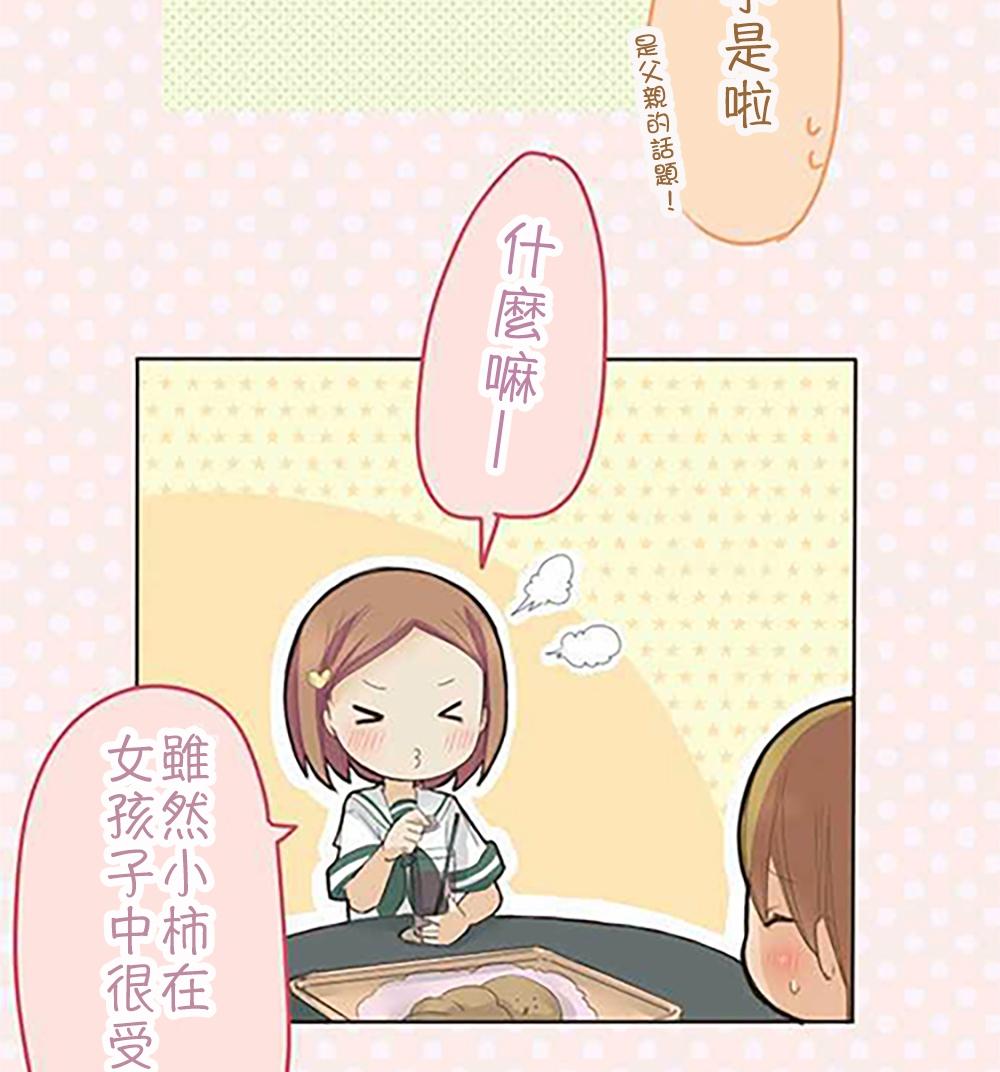 是啦
是父親的話題！
什麼嘛—
雖然小柿在
女孩子中很受